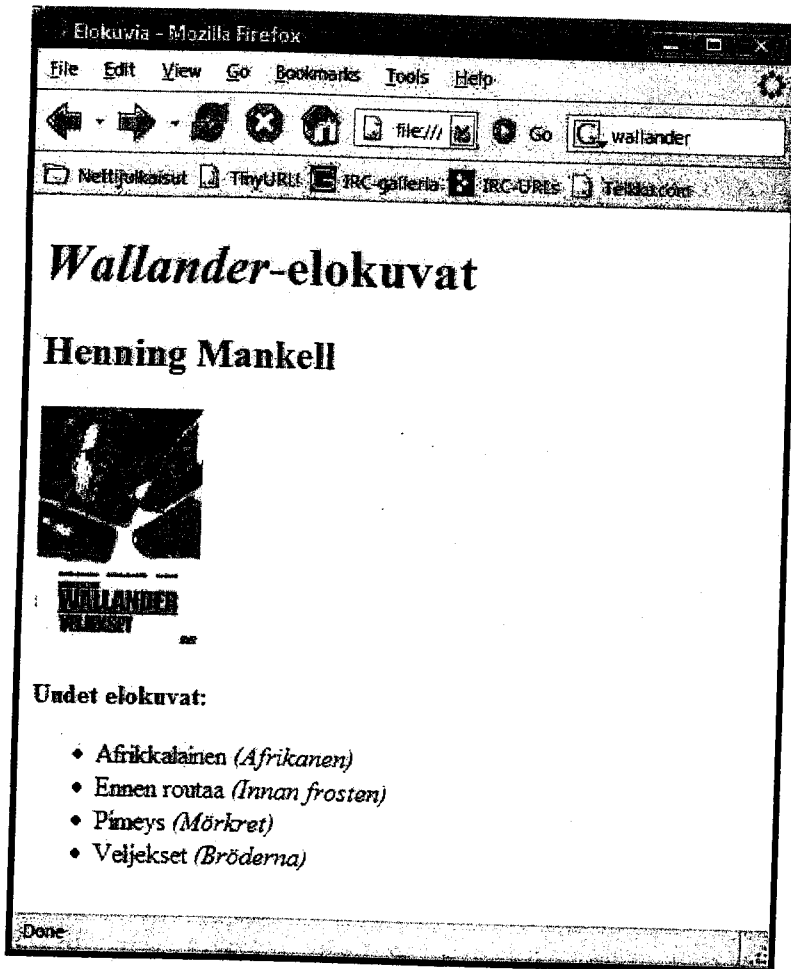 Elokuvia - Mozilla Firefox
File Edit View Go Bookmarks Tools Help
file:/// Go G wallander
Nettijulkaisut TinyURL! IRC-galleria IRC-URLs Telkku.com
Wallander-elokuvat
Henning Mankell
WALLANDER
VELJEKSET
Uudet elokuvat:
• Afrikkalainen (Afrikanen)
• Ennen routaa (Innan frosten)
• Pimeys (Mörkret)
• Veljekset (Bröderna)
Done